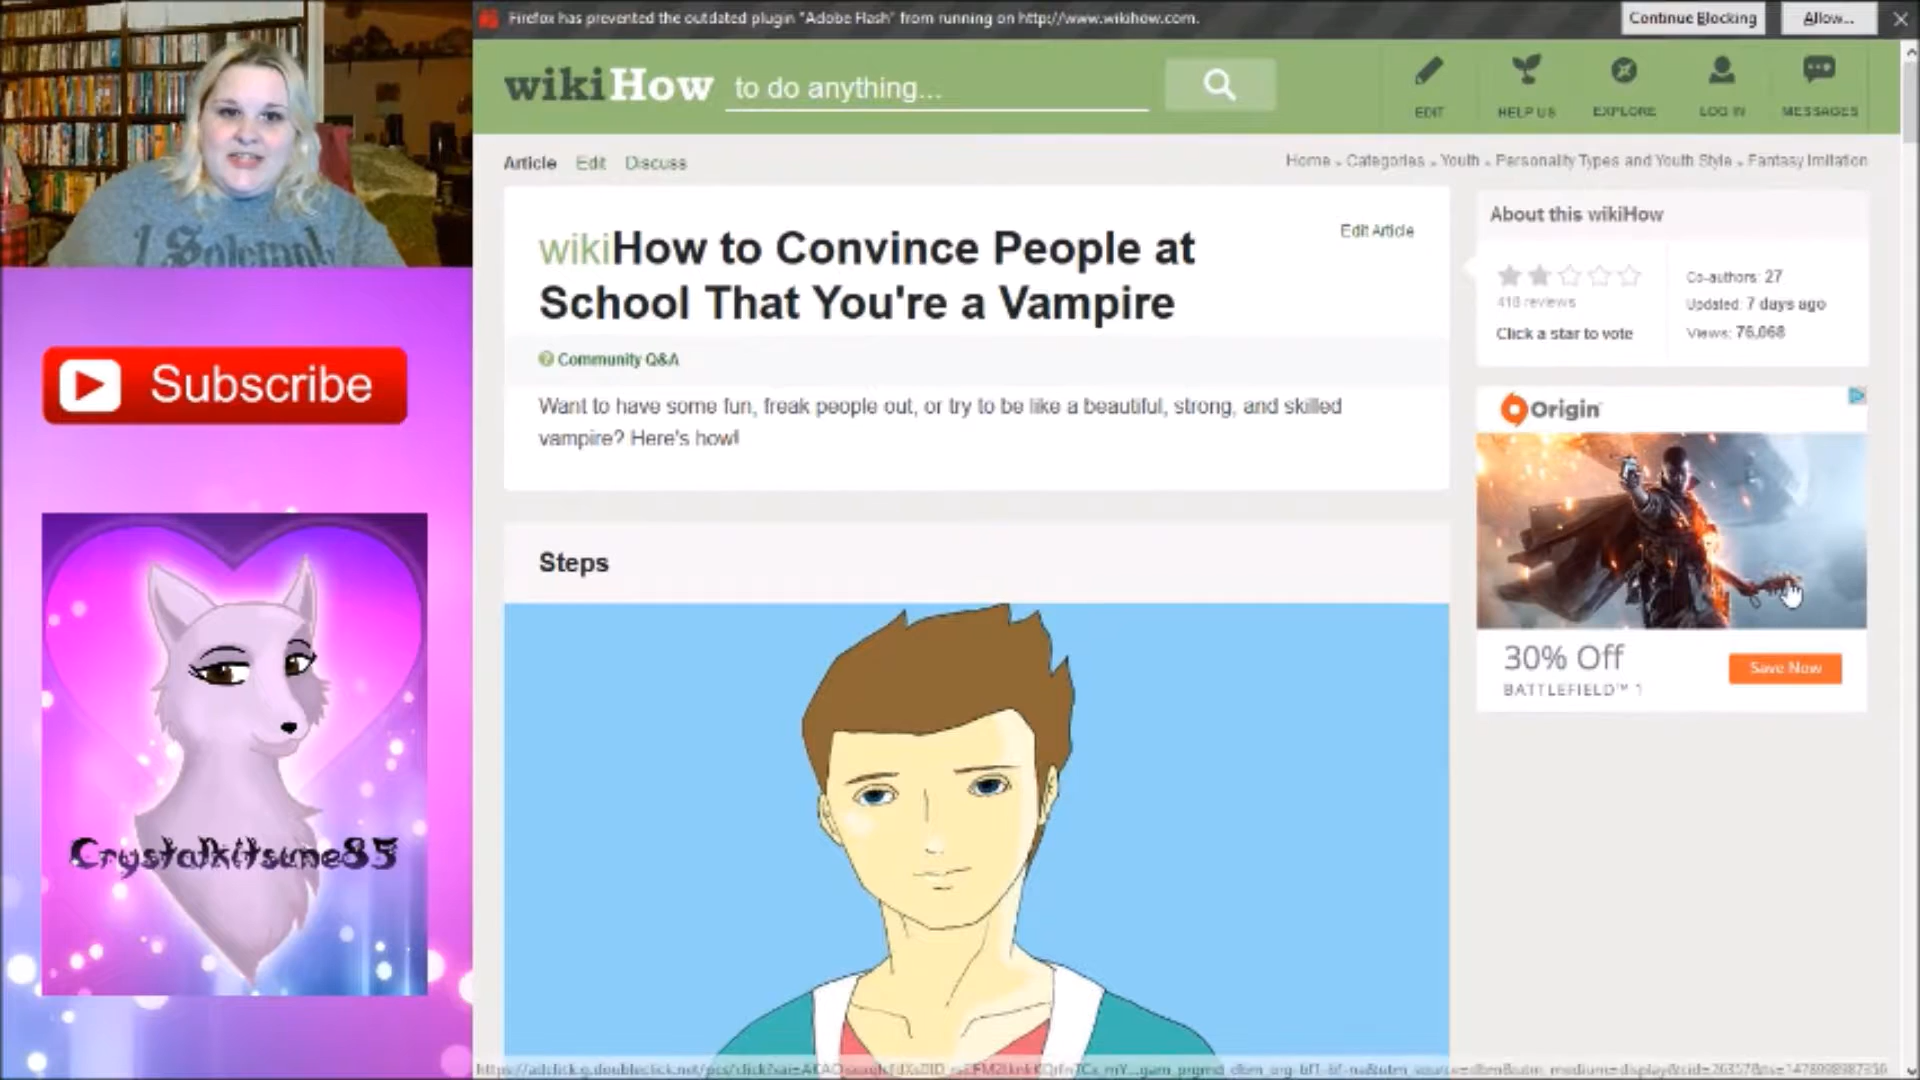 Firefox has prevented the outdated plugin "Adobe Flash" from running on http://www.wikihow.com.
Continue Blocking
Allow...
wikiHow
to do anything...
EDIT
HELP US
EXPLORE
LOG IN
MESSAGES
Article
Edit
Discuss
Home » Categories » Youth » Personality Types and Youth Style » Fantasy Imitation
wikiHow to Convince People at
School That You're a Vampire
Edit Article
Community Q&A
Want to have some fun, freak people out, or try to be like a beautiful, strong, and skilled
vampire? Here's how!
Steps
About this wikiHow
418 reviews
Click a star to vote
Co-authors: 27
Updated: 7 days ago
Views: 76,068
Origin
30% Off
BATTLEFIELD™ 1
Save Now
I Solemnly
Subscribe
Crystalkitsune85